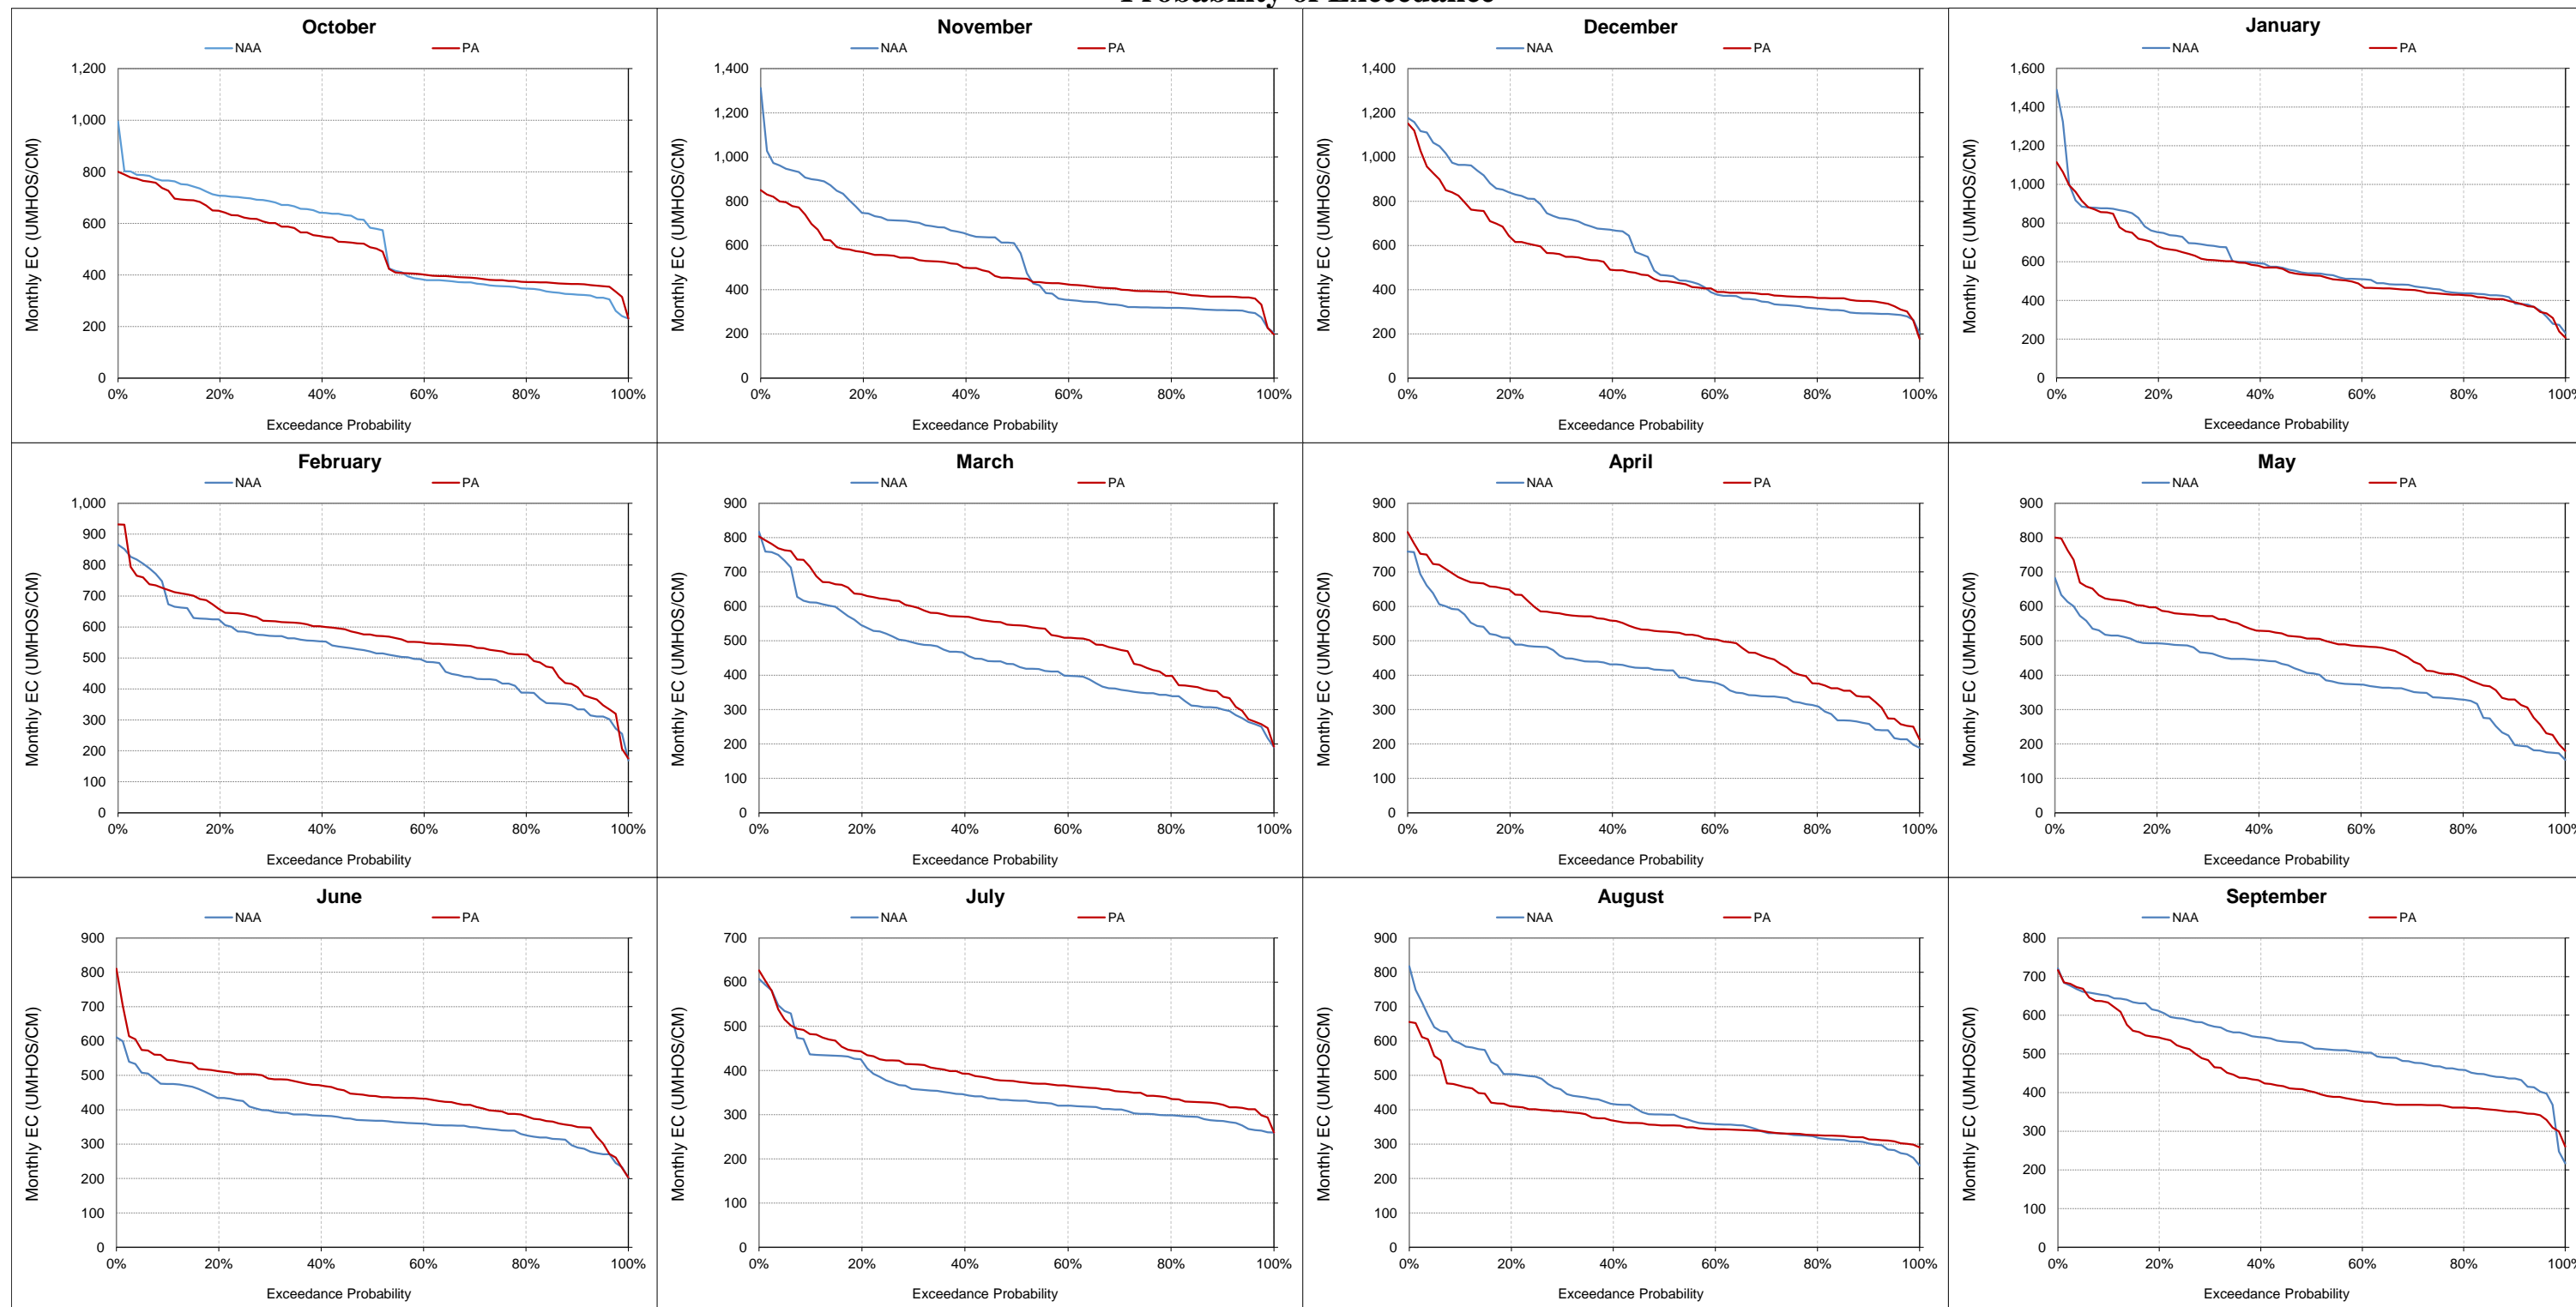 Probability of Exceedance
October
NAA PA
Monthly EC (UMHOS/CM)
1,200
1,000
800
600
400
200
0
0% 20% 40% 60% 80% 100%
Exceedance Probability
November
NAA PA
Monthly EC (UMHOS/CM)
1,400
1,200
1,000
800
600
400
200
0
0% 20% 40% 60% 80% 100%
Exceedance Probability
December
NAA PA
Monthly EC (UMHOS/CM)
1,400
1,200
1,000
800
600
400
200
0
0% 20% 40% 60% 80% 100%
Exceedance Probability
January
NAA PA
Monthly EC (UMHOS/CM)
1,600
1,400
1,200
1,000
800
600
400
200
0
0% 20% 40% 60% 80% 100%
Exceedance Probability
February
NAA PA
Monthly EC (UMHOS/CM)
1,000
900
800
700
600
500
400
300
200
100
0
0% 20% 40% 60% 80% 100%
Exceedance Probability
March
NAA PA
Monthly EC (UMHOS/CM)
900
800
700
600
500
400
300
200
100
0
0% 20% 40% 60% 80% 100%
Exceedance Probability
April
NAA PA
Monthly EC (UMHOS/CM)
900
800
700
600
500
400
300
200
100
0
0% 20% 40% 60% 80% 100%
Exceedance Probability
May
NAA PA
Monthly EC (UMHOS/CM)
900
800
700
600
500
400
300
200
100
0
0% 20% 40% 60% 80% 100%
Exceedance Probability
June
NAA PA
Monthly EC (UMHOS/CM)
900
800
700
600
500
400
300
200
100
0
0% 20% 40% 60% 80% 100%
Exceedance Probability
July
NAA PA
Monthly EC (UMHOS/CM)
700
600
500
400
300
200
100
0
0% 20% 40% 60% 80% 100%
Exceedance Probability
August
NAA PA
Monthly EC (UMHOS/CM)
900
800
700
600
500
400
300
200
100
0
0% 20% 40% 60% 80% 100%
Exceedance Probability
September
NAA PA
Monthly EC (UMHOS/CM)
800
700
600
500
400
300
200
100
0
0% 20% 40% 60% 80% 100%
Exceedance Probability